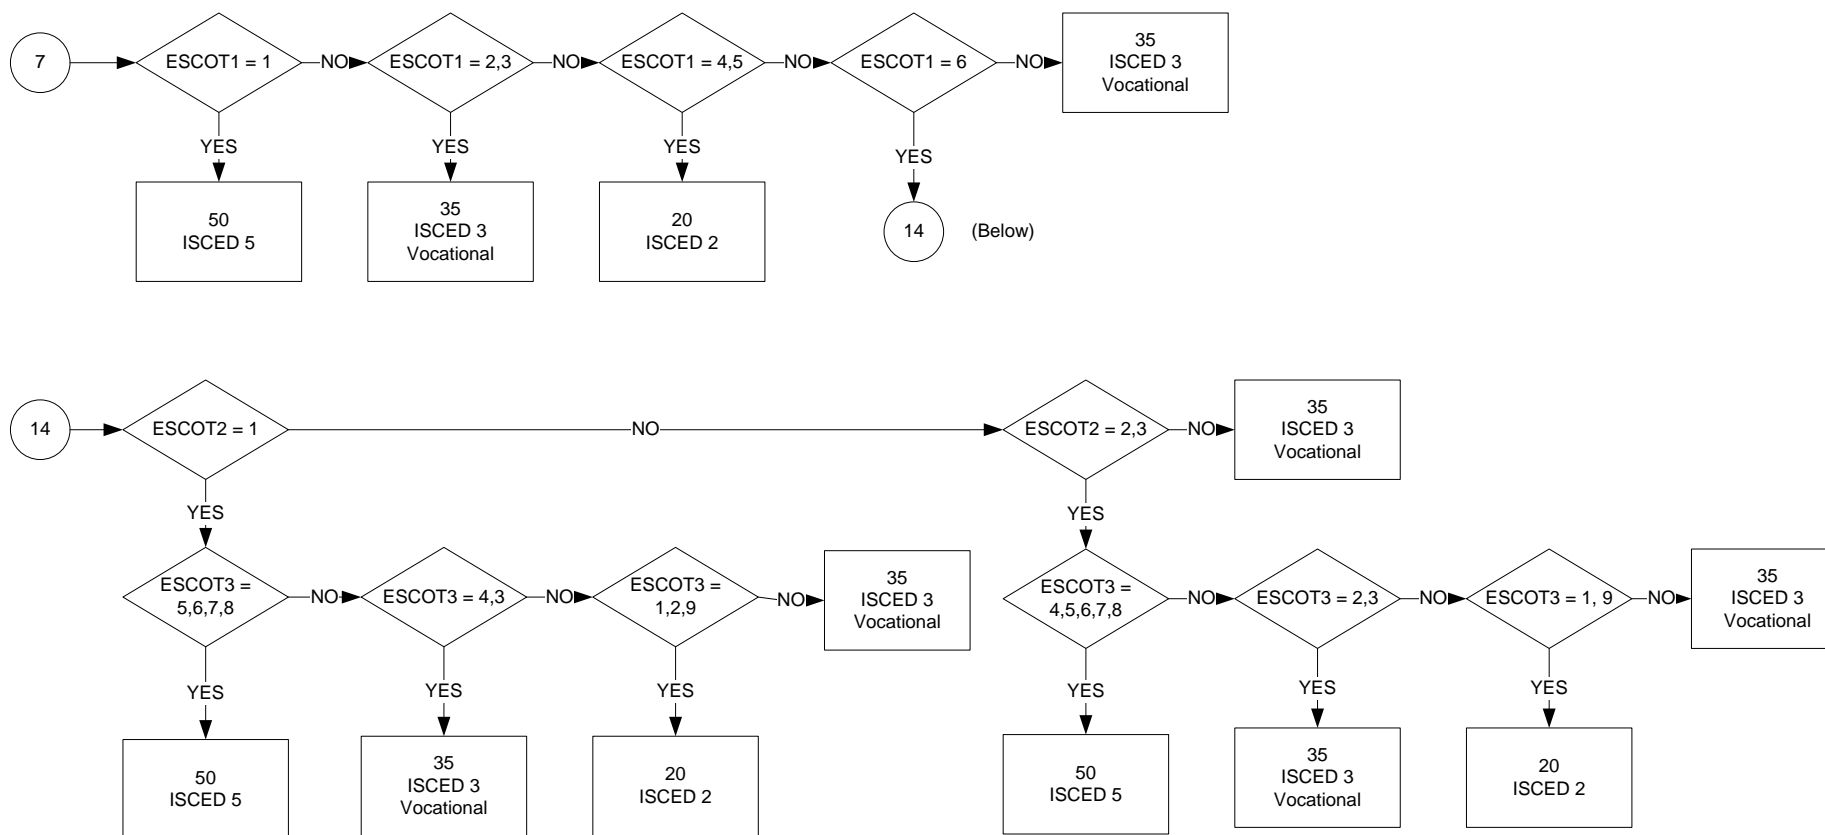 7
ESCOT1 = 1
NO
ESCOT1 = 2,3
NO
ESCOT1 = 4,5
NO
ESCOT1 = 6
NO
35
ISCED 3
Vocational
YES
YES
YES
YES
50
ISCED 5
35
ISCED 3
Vocational
20
ISCED 2
14
(Below)
14
ESCOT2 = 1
NO
ESCOT2 = 2,3
NO
35
ISCED 3
Vocational
YES
YES
ESCOT3 =
5,6,7,8
NO
ESCOT3 = 4,3
NO
ESCOT3 =
1,2,9
NO
35
ISCED 3
Vocational
ESCOT3 =
4,5,6,7,8
NO
ESCOT3 = 2,3
NO
ESCOT3 = 1, 9
NO
35
ISCED 3
Vocational
YES
YES
YES
YES
YES
YES
50
ISCED 5
35
ISCED 3
Vocational
20
ISCED 2
50
ISCED 5
35
ISCED 3
Vocational
20
ISCED 2